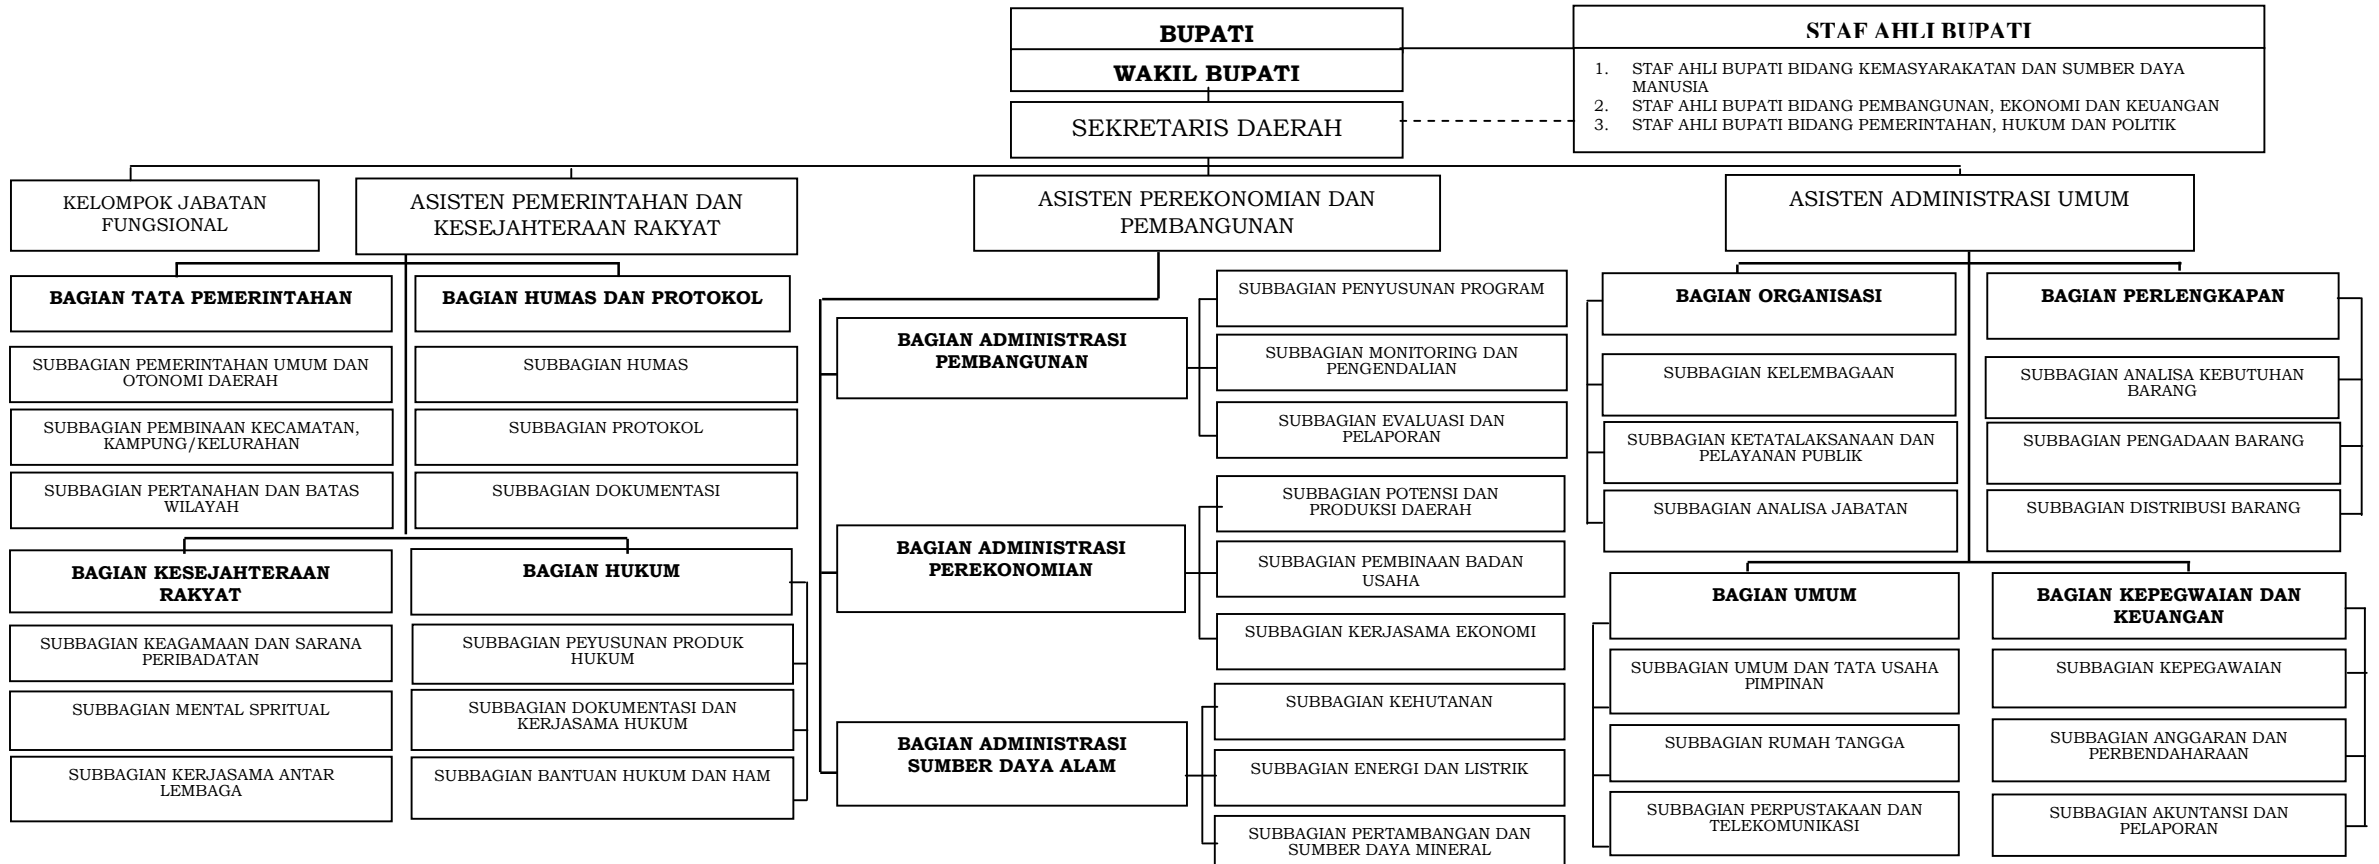 BUPATI
WAKIL BUPATI
SEKRETARIS DAERAH
STAF AHLI BUPATI
1. STAF AHLI BUPATI BIDANG KEMASYARAKATAN DAN SUMBER DAYA
MANUSIA
2. STAF AHLI BUPATI BIDANG PEMBANGUNAN, EKONOMI DAN KEUANGAN
3. STAF AHLI BUPATI BIDANG PEMERINTAHAN, HUKUM DAN POLITIK
KELOMPOK JABATAN
FUNGSIONAL
ASISTEN PEMERINTAHAN DAN
KESEJAHTERAAN RAKYAT
ASISTEN PEREKONOMIAN DAN
PEMBANGUNAN
ASISTEN ADMINISTRASI UMUM
BAGIAN TATA PEMERINTAHAN
SUBBAGIAN PEMERINTAHAN UMUM DAN
OTONOMI DAERAH
SUBBAGIAN PEMBINAAN KECAMATAN,
KAMPUNG/KELURAHAN
SUBBAGIAN PERTANAHAN DAN BATAS
WILAYAH
BAGIAN HUMAS DAN PROTOKOL
SUBBAGIAN HUMAS
SUBBAGIAN PROTOKOL
SUBBAGIAN DOKUMENTASI
BAGIAN KESEJAHTERAAN
RAKYAT
SUBBAGIAN KEAGAMAAN DAN SARANA
PERIBADATAN
SUBBAGIAN MENTAL SPRITUAL
SUBBAGIAN KERJASAMA ANTAR
LEMBAGA
BAGIAN HUKUM
SUBBAGIAN PEYUSUNAN PRODUK
HUKUM
SUBBAGIAN DOKUMENTASI DAN
KERJASAMA HUKUM
SUBBAGIAN BANTUAN HUKUM DAN HAM
BAGIAN ADMINISTRASI
PEMBANGUNAN
SUBBAGIAN PENYUSUNAN PROGRAM
SUBBAGIAN MONITORING DAN
PENGENDALIAN
SUBBAGIAN EVALUASI DAN
PELAPORAN
BAGIAN ADMINISTRASI
PEREKONOMIAN
SUBBAGIAN POTENSI DAN
PRODUKSI DAERAH
SUBBAGIAN PEMBINAAN BADAN
USAHA
SUBBAGIAN KERJASAMA EKONOMI
BAGIAN ADMINISTRASI
SUMBER DAYA ALAM
SUBBAGIAN KEHUTANAN
SUBBAGIAN ENERGI DAN LISTRIK
SUBBAGIAN PERTAMBANGAN DAN
SUMBER DAYA MINERAL
BAGIAN ORGANISASI
SUBBAGIAN KELEMBAGAAN
SUBBAGIAN KETATALAKSANAAN DAN
PELAYANAN PUBLIK
SUBBAGIAN ANALISA JABATAN
BAGIAN PERLENGKAPAN
SUBBAGIAN ANALISA KEBUTUHAN
BARANG
SUBBAGIAN PENGADAAN BARANG
SUBBAGIAN DISTRIBUSI BARANG
BAGIAN UMUM
SUBBAGIAN UMUM DAN TATA USAHA
PIMPINAN
SUBBAGIAN RUMAH TANGGA
SUBBAGIAN PERPUSTAKAAN DAN
TELEKOMUNIKASI
BAGIAN KEPEGWAIAN DAN
KEUANGAN
SUBBAGIAN KEPEGAWAIAN
SUBBAGIAN ANGGARAN DAN
PERBENDAHARAAN
SUBBAGIAN AKUNTANSI DAN
PELAPORAN